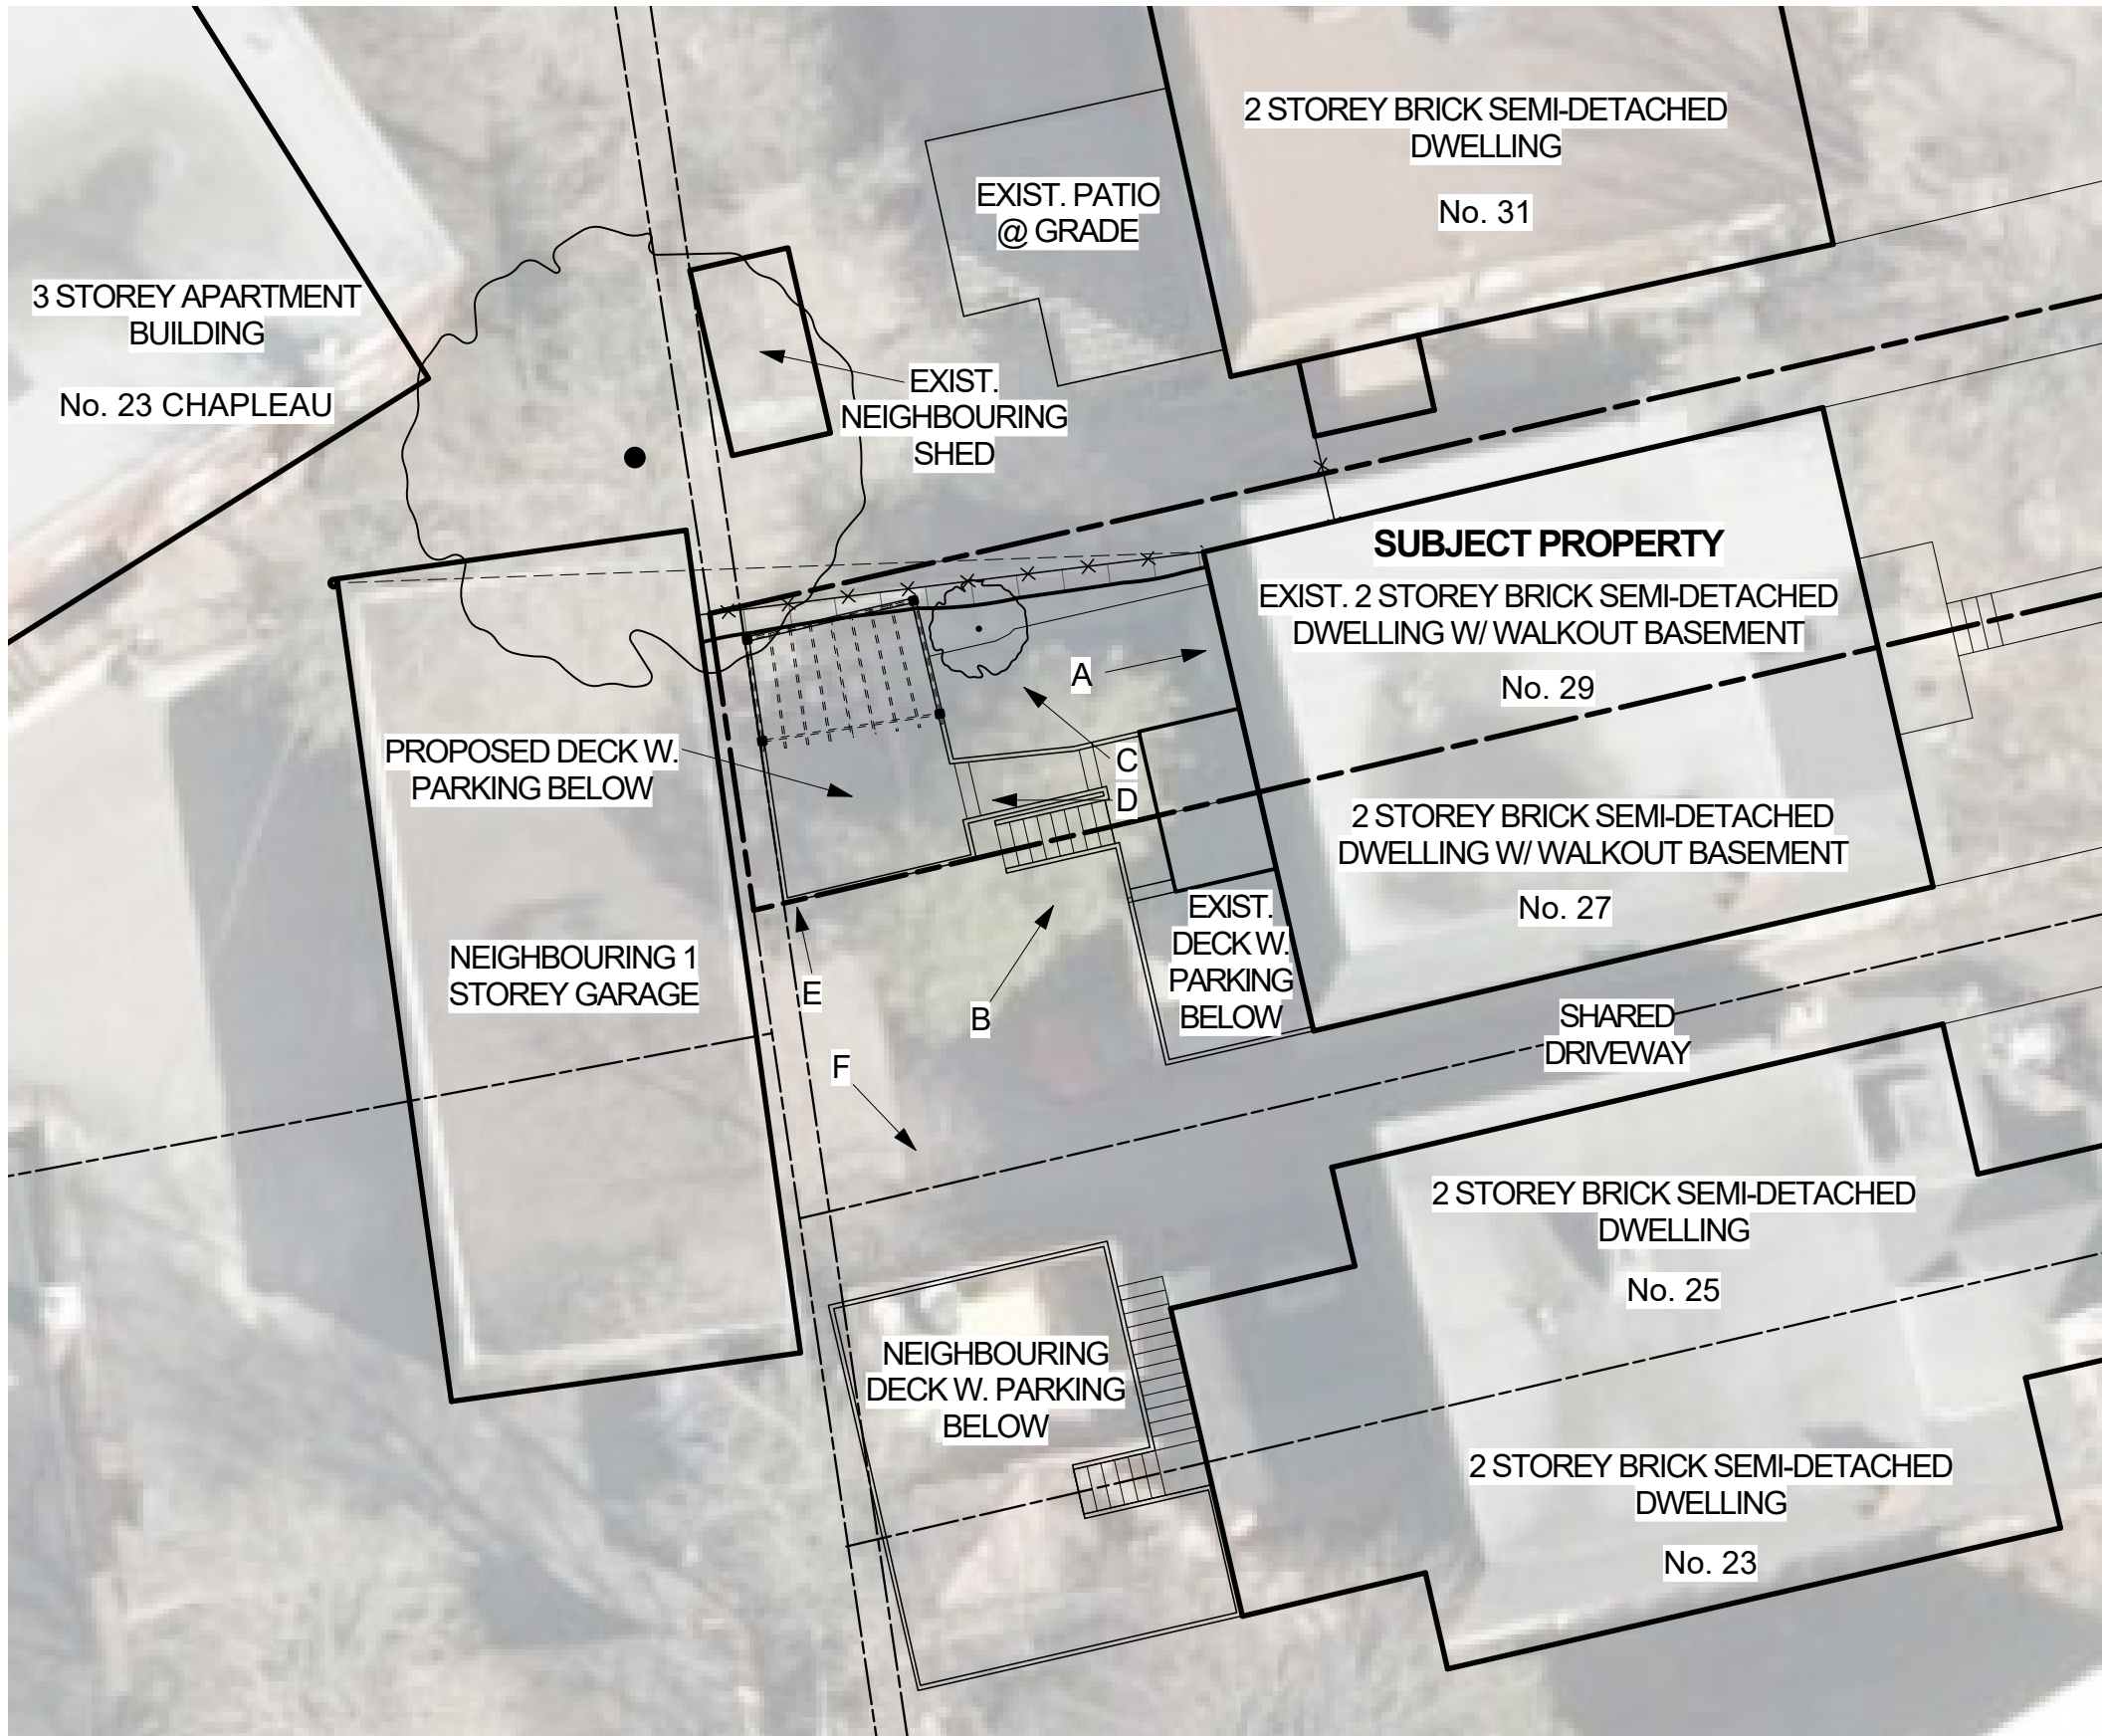 2 STOREY BRICK SEMI-DETACHED
DWELLING
No. 31
EXIST. PATIO
@ GRADE
3 STOREY APARTMENT
BUILDING
No. 23 CHAPLEAU
EXIST.
NEIGHBOURING
SHED
SUBJECT PROPERTY
EXIST. 2 STOREY BRICK SEMI-DETACHED
DWELLING W/ WALKOUT BASEMENT
No. 29
A
PROPOSED DECK W.
PARKING BELOW
C
D
2 STOREY BRICK SEMI-DETACHED
DWELLING W/ WALKOUT BASEMENT
No. 27
EXIST.
DECK W.
PARKING
BELOW
NEIGHBOURING 1
STOREY GARAGE
E
B
F
SHARED
DRIVEWAY
2 STOREY BRICK SEMI-DETACHED
DWELLING
No. 25
NEIGHBOURING
DECK W. PARKING
BELOW
2 STOREY BRICK SEMI-DETACHED
DWELLING
No. 23